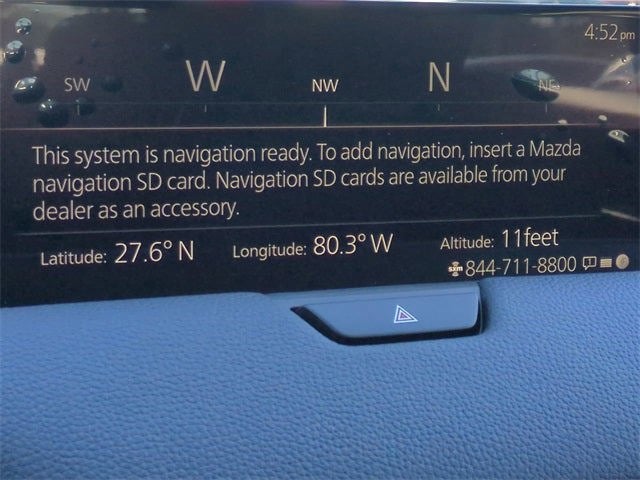 4:52pm
SW W NW N NE
This system is navigation ready. To add navigation, insert a Mazda
navigation SD card. Navigation SD cards are available from your
dealer as an accessory.
Latitude: 27.6° N Longitude: 80.3° W Altitude: 11feet
sxm 844-711-8800